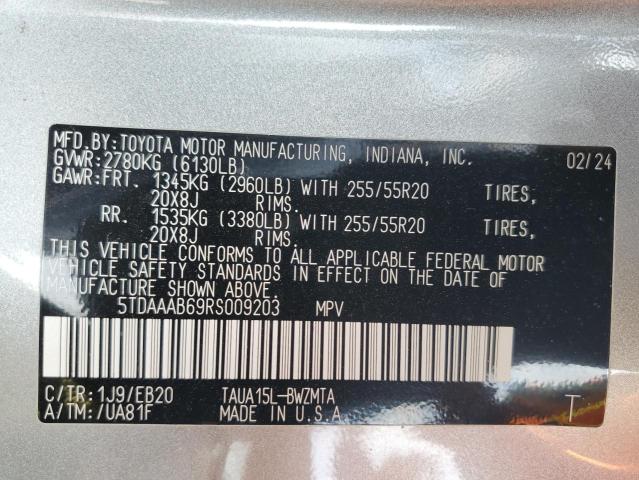 MFD.BY:TOYOTA MOTOR MANUFACTURING, INDIANA, INC. 02/24
GVWR:2780KG (6130LB)
GAWR:FRT. 1345KG (2960LB) WITH 255/55R20 TIRES,
20X8J RIMS.
RR. 1535KG (3380LB) WITH 255/55R20 TIRES,
20X8J RIMS.
THIS VEHICLE CONFORMS TO ALL APPLICABLE FEDERAL MOTOR
VEHICLE SAFETY STANDARDS IN EFFECT ON THE DATE OF
MANUFACTURE SHOWN ABOVE.
5TDAAAB69RS009203 MPV
C/TR:1J9/EB20 TAUA15L-BWZMTA
A/TM:/UA81F MADE IN U.S.A. T